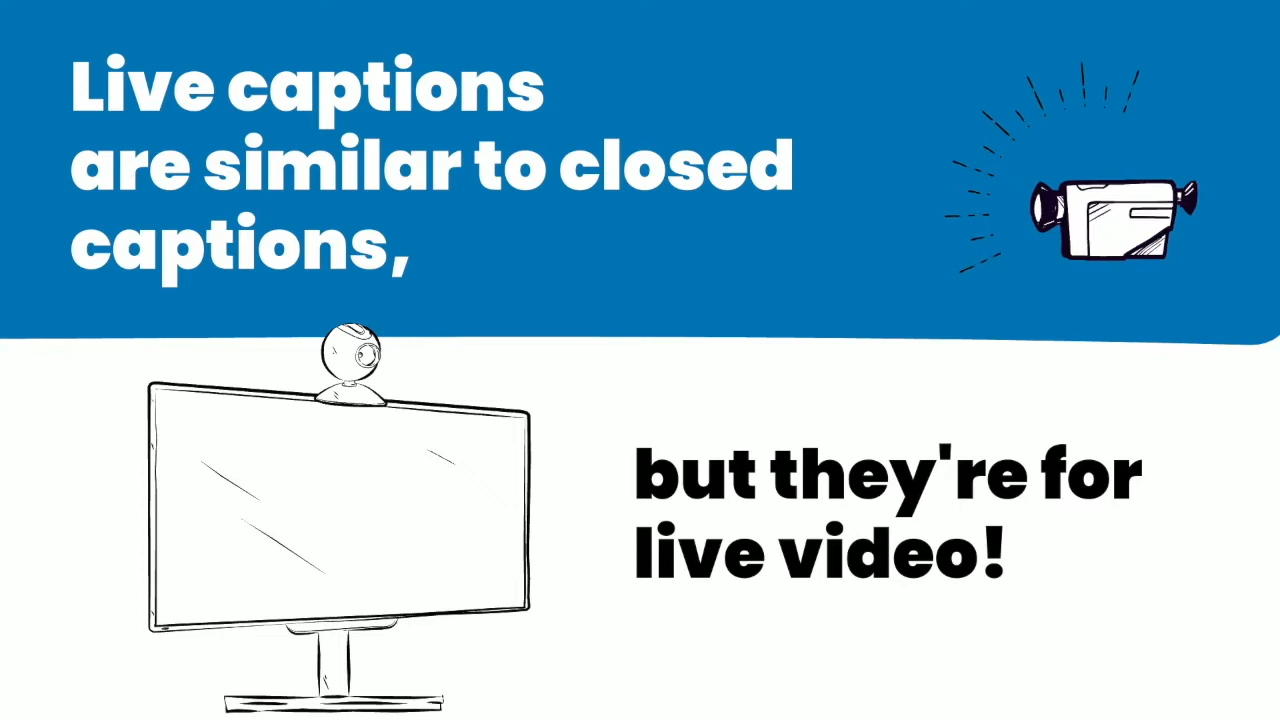 Live captions
are similar to closed
captions,
but they're for
live video!